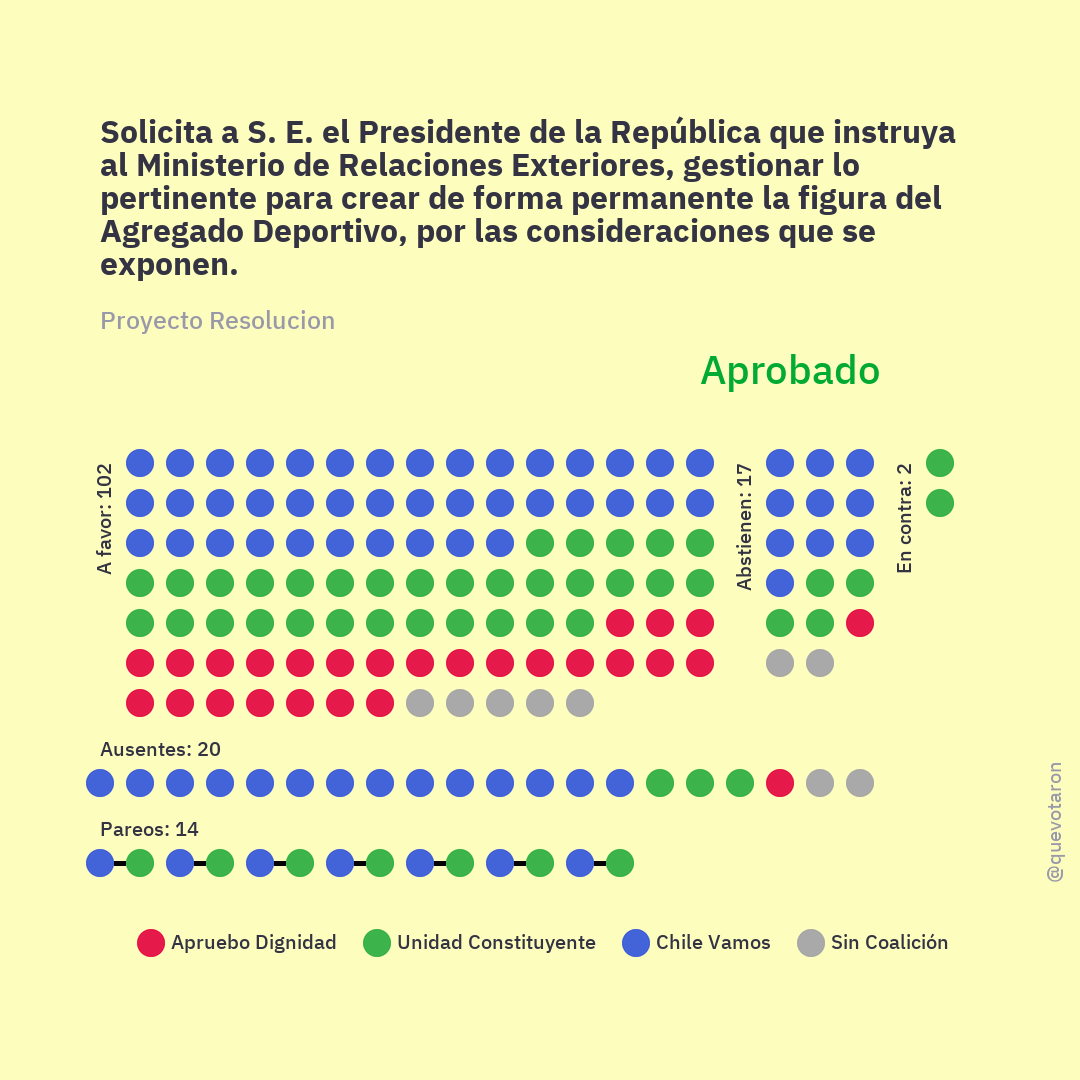 Solicita a S. E. el Presidente de la República que instruya
al Ministerio de Relaciones Exteriores, gestionar lo
pertinente para crear de forma permanente la figura del
Agregado Deportivo, por las consideraciones que se
exponen.
Proyecto Resolucion
Aprobado
A favor: 102
Abstienen: 17
En contra: 2
Ausentes: 20
Pareos: 14
@quevotaron
Apruebo Dignidad
Unidad Constituyente
Chile Vamos
Sin Coalición